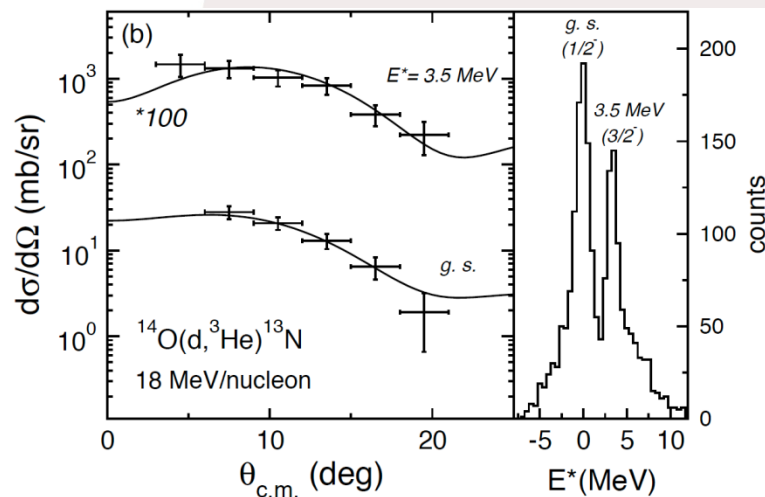 (b)
dσ/dΩ (mb/sr)
10³
10²
10¹
10⁰
*100
E*= 3.5 MeV
g. s.
¹⁴O(d,³He)¹³N
18 MeV/nucleon
0
10
20
θc.m. (deg)
g. s.
(1/2⁻)
3.5 MeV
(3/2⁻)
200
150
100
50
0
counts
-5
0
5
10
E*(MeV)